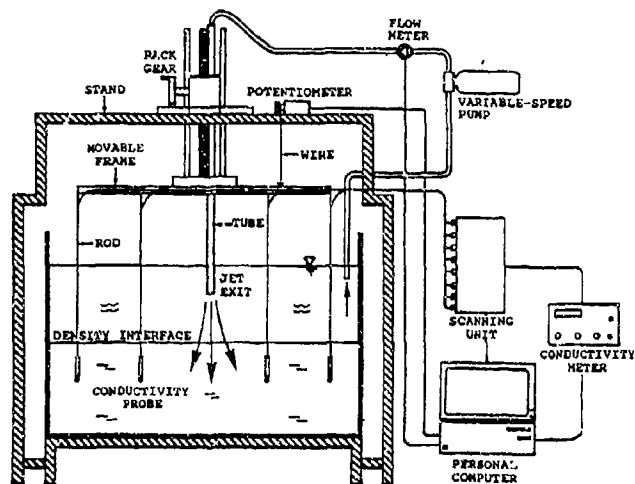 FLOW
METER
RACK
GEAR
STAND
POTENTIOMETER
VARIABLE-SPEED
PUMP
MOVABLE
FRAME
WIRE
TUBE
ROD
JET
EXIT
DENSITY INTERFACE
SCANNING
UNIT
CONDUCTIVITY
METER
CONDUCTIVITY
PROBE
PERSONAL
COMPUTER